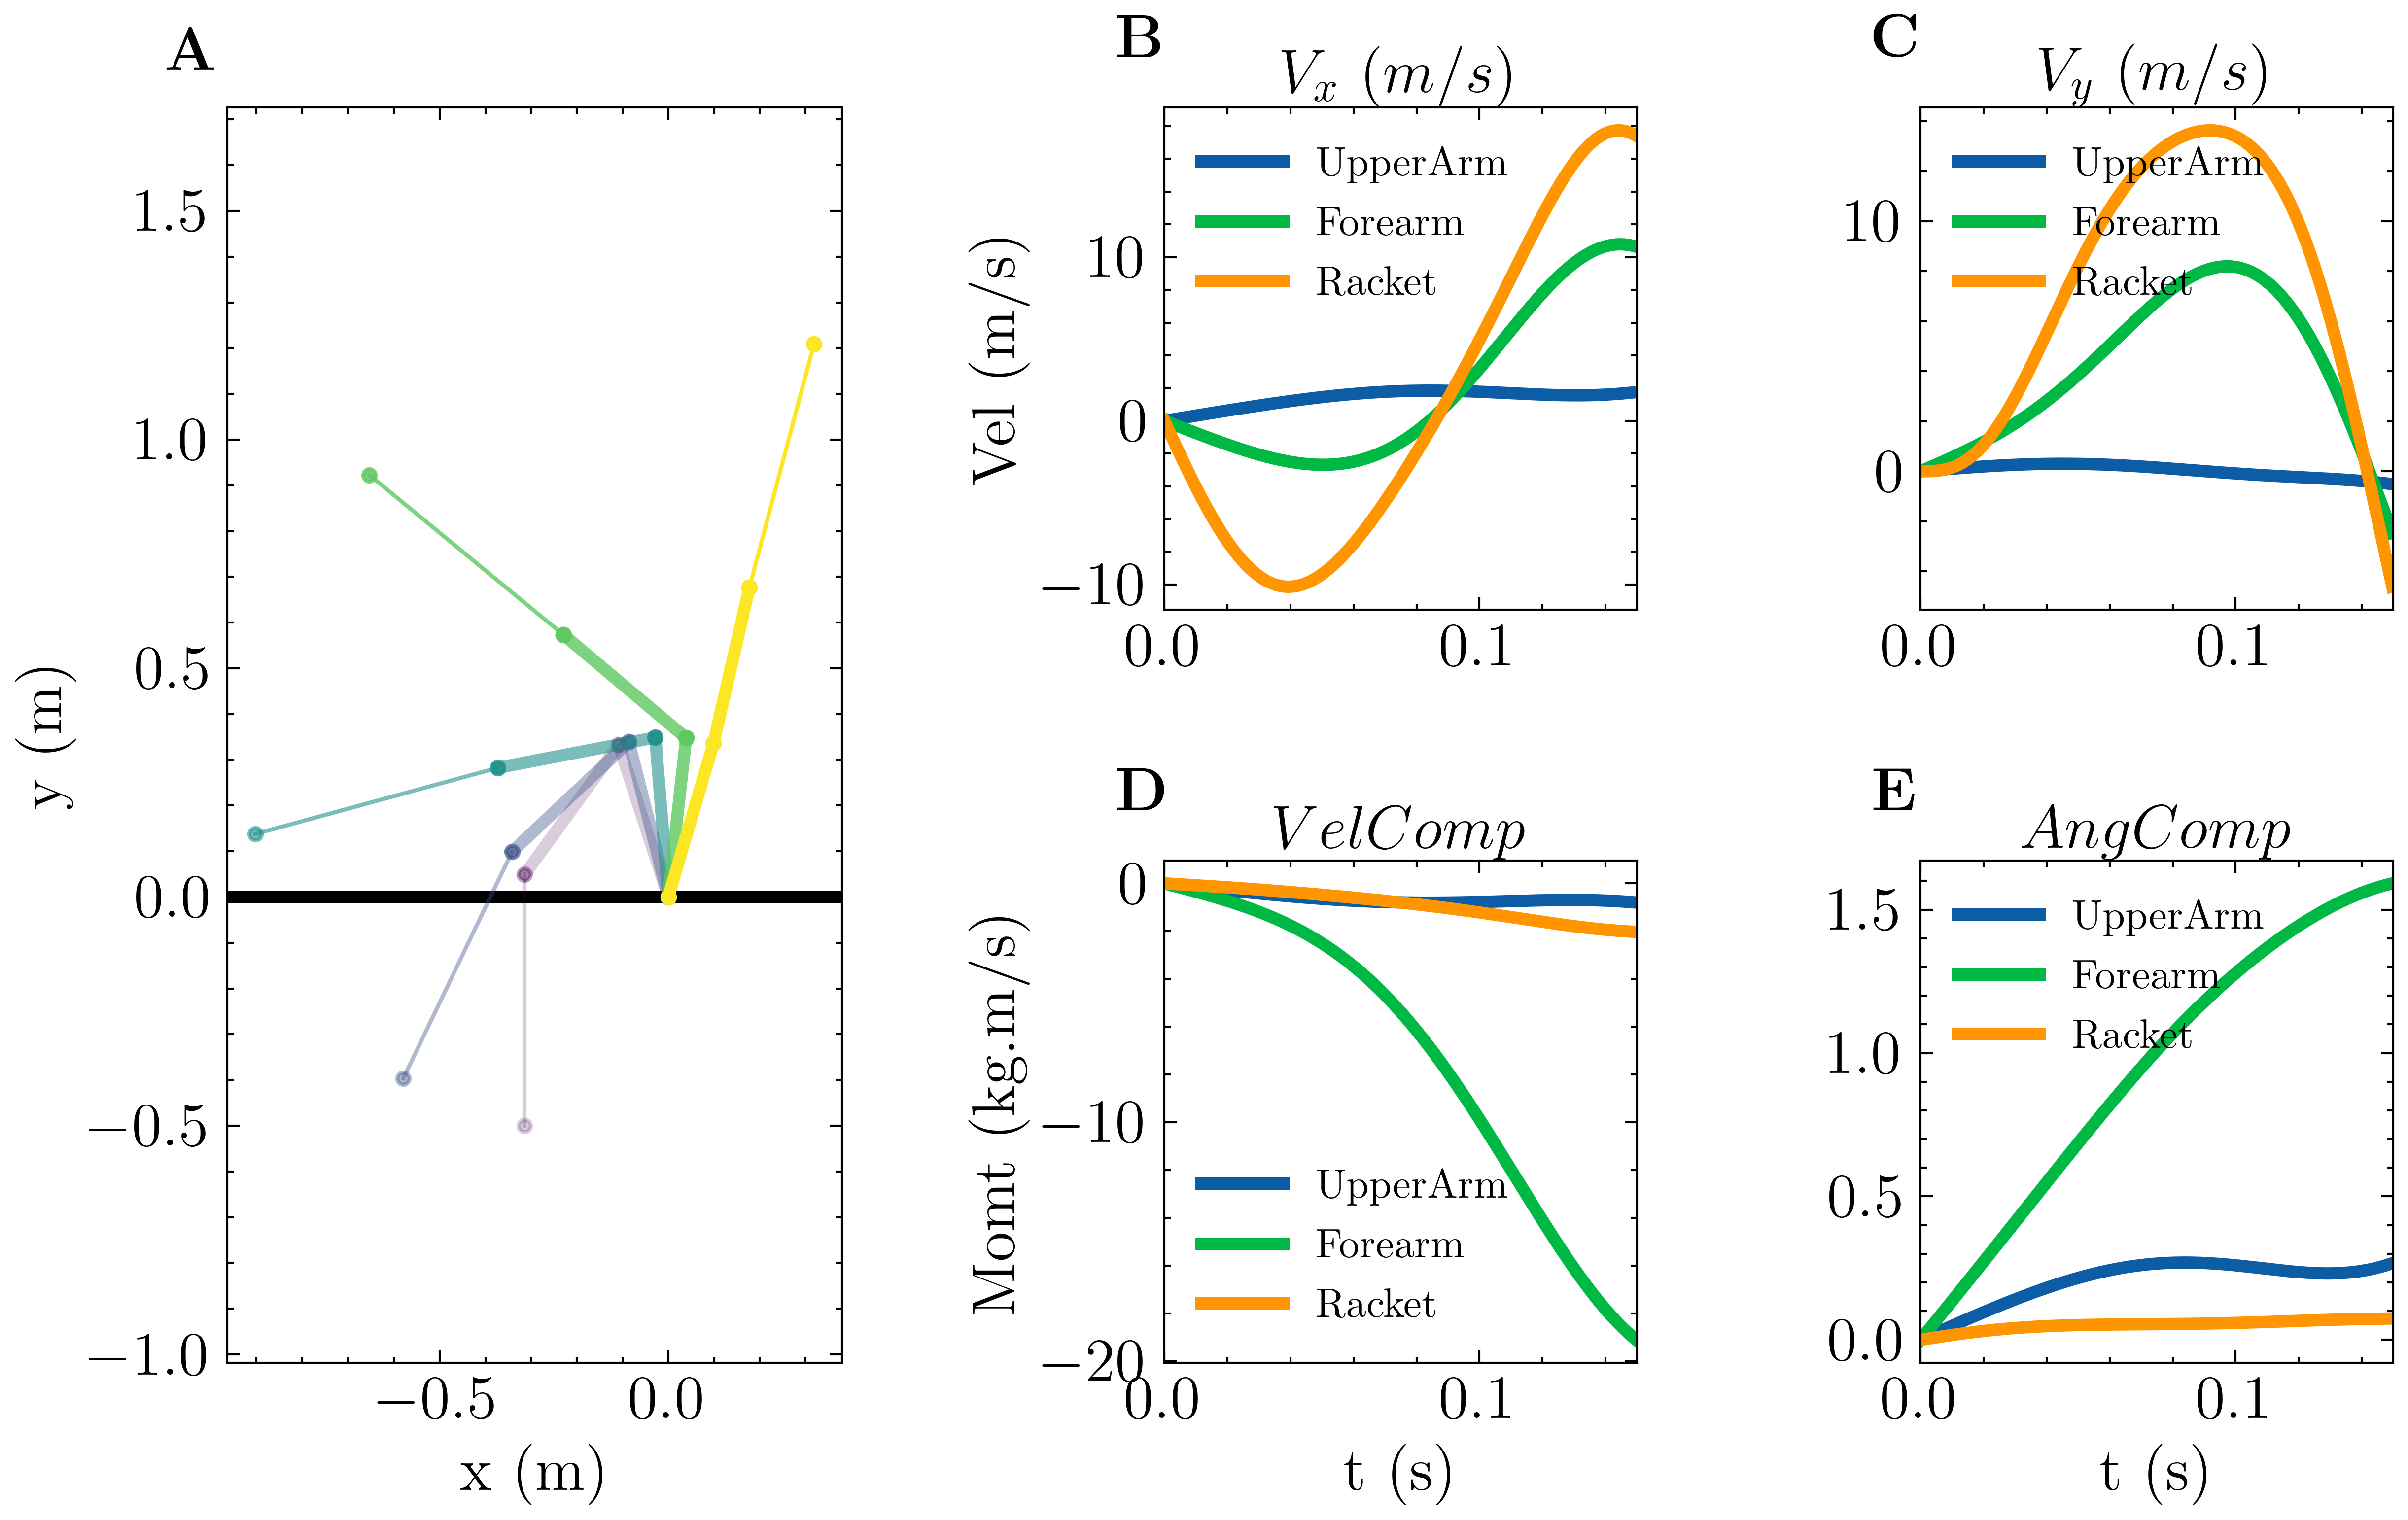 A
y (m)
1.5
1.0
0.5
0.0
−0.5
−1.0
−0.5
0.0
x (m)
B
V_x (m/s)
Vel (m/s)
UpperArm
Forearm
Racket
10
0
−10
0.0
0.1
C
V_y (m/s)
UpperArm
Forearm
Racket
10
0
0.0
0.1
D
VelComp
Momt (kg.m/s)
0
−10
−20
UpperArm
Forearm
Racket
0.0
0.1
t (s)
E
AngComp
UpperArm
Forearm
Racket
1.5
1.0
0.5
0.0
0.0
0.1
t (s)